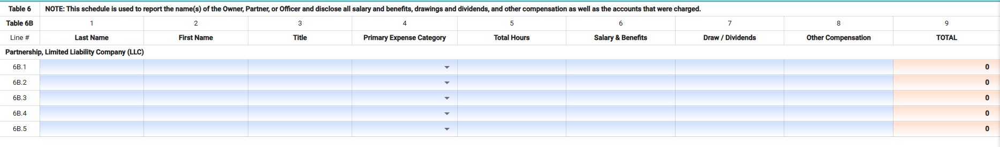 Table 6 NOTE: This schedule is used to report the name(s) of the Owner, Partner, or Officer and disclose all salary and benefits, drawings and dividends, and other compensation as well as the accounts that were charged.
Table 6B 1 2 3 4 5 6 7 8 9
Line # Last Name First Name Title Primary Expense Category Total Hours Salary & Benefits Draw / Dividends Other Compensation TOTAL
Partnership, Limited Liability Company (LLC)
6B.1 0
6B.2 0
6B.3 0
6B.4 0
6B.5 0